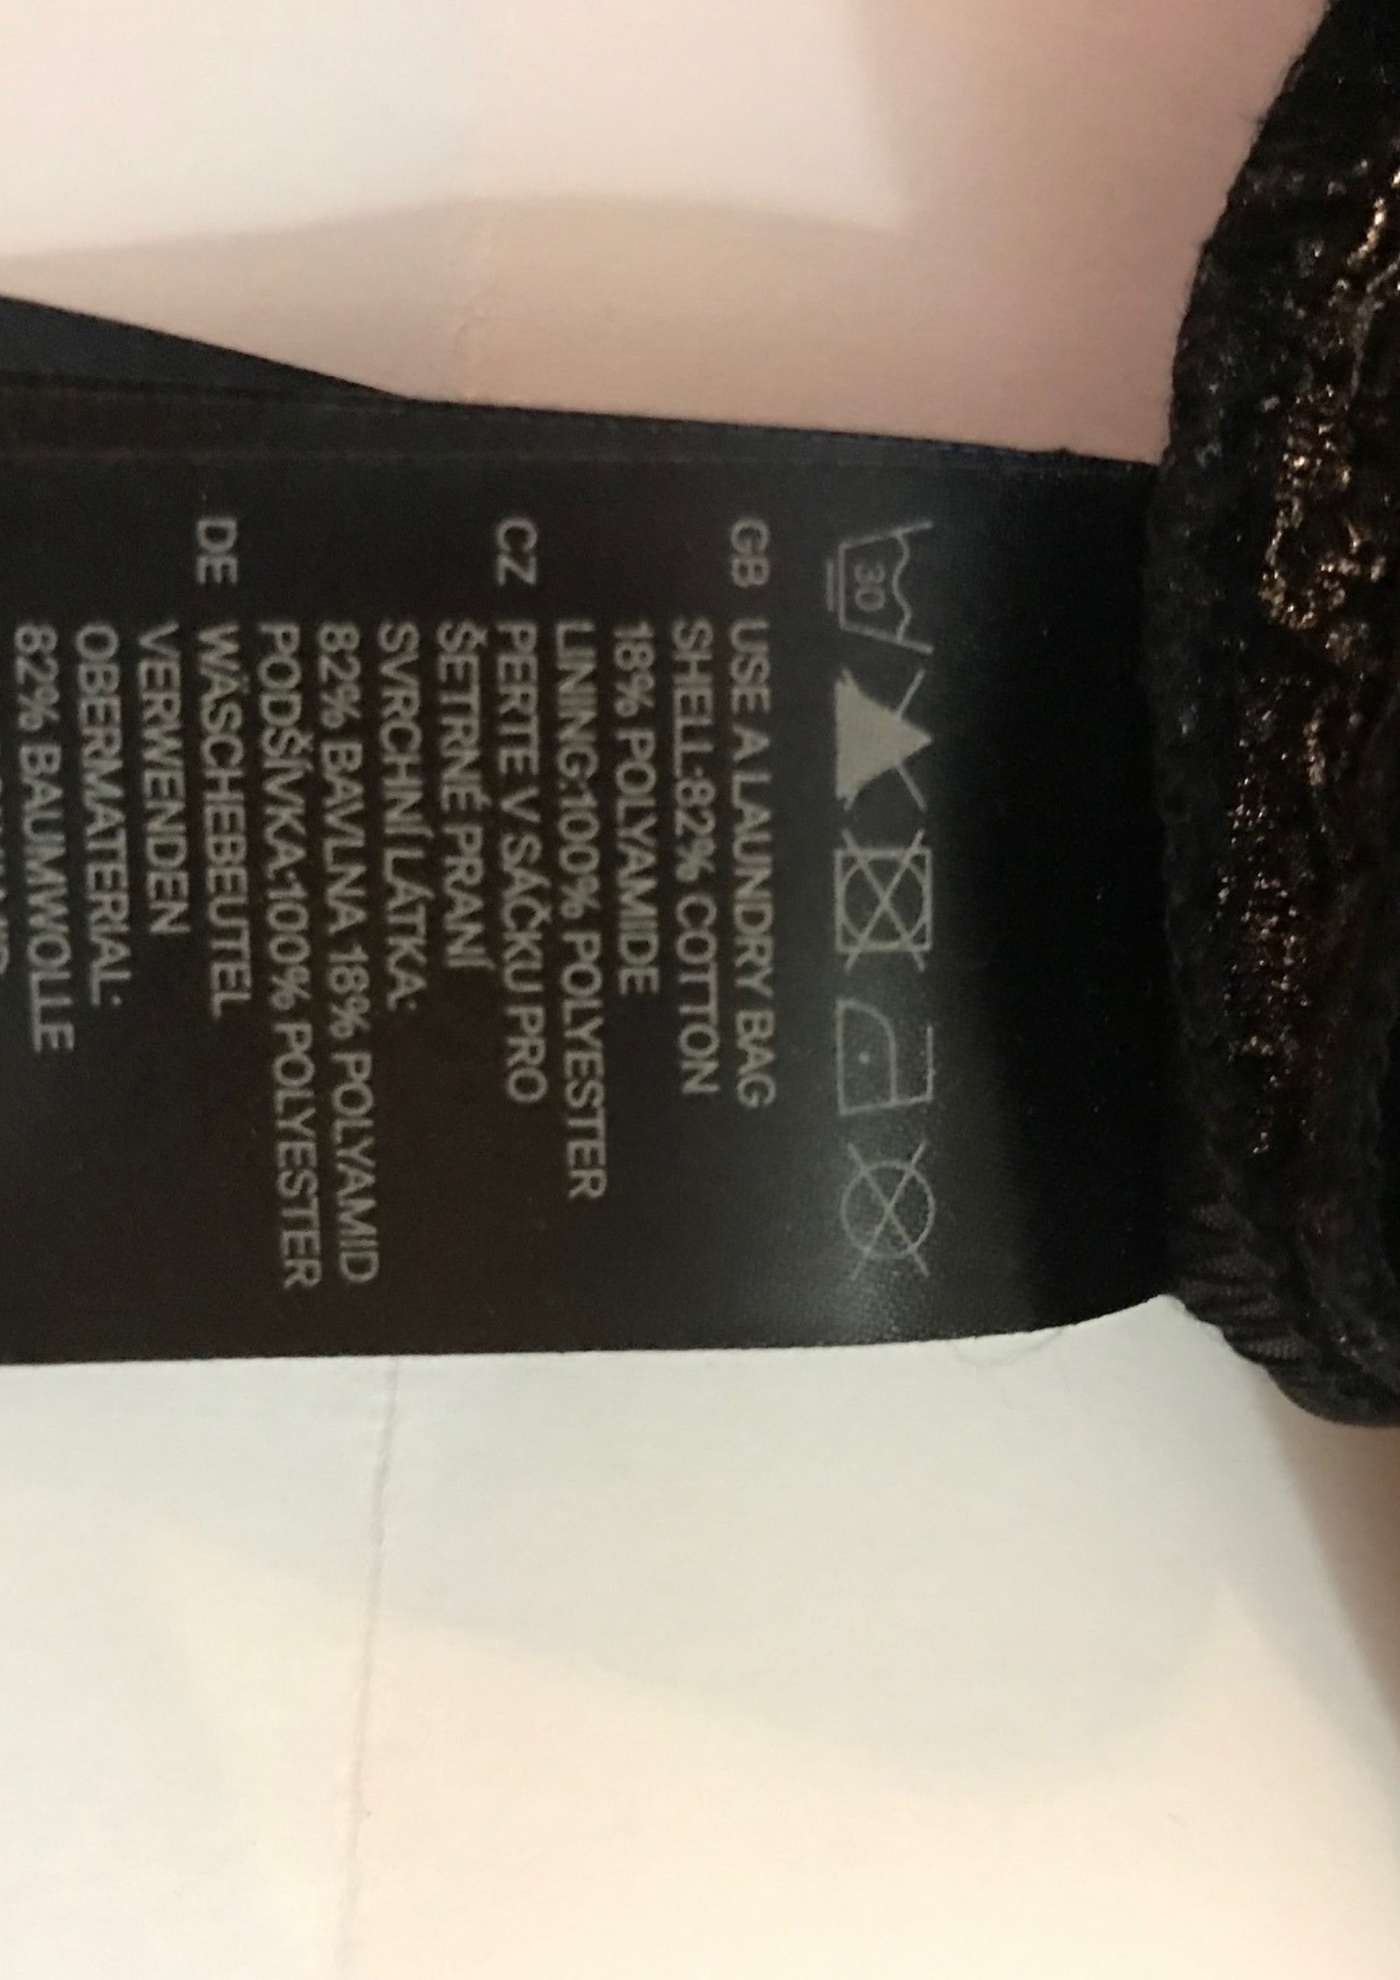 30
GB USE A LAUNDRY BAG
SHELL:82% COTTON
18% POLYAMIDE
LINING:100% POLYESTER
CZ PERTE V SÁČKU PRO
ŠETRNÉ PRANÍ
SVRCHNÍ LÁTKA:
82% BAVLNA 18% POLYAMID
PODŠÍVKA:100% POLYESTER
DE WÄSCHEBEUTEL
VERWENDEN
OBERMATERIAL:
82% BAUMWOLLE